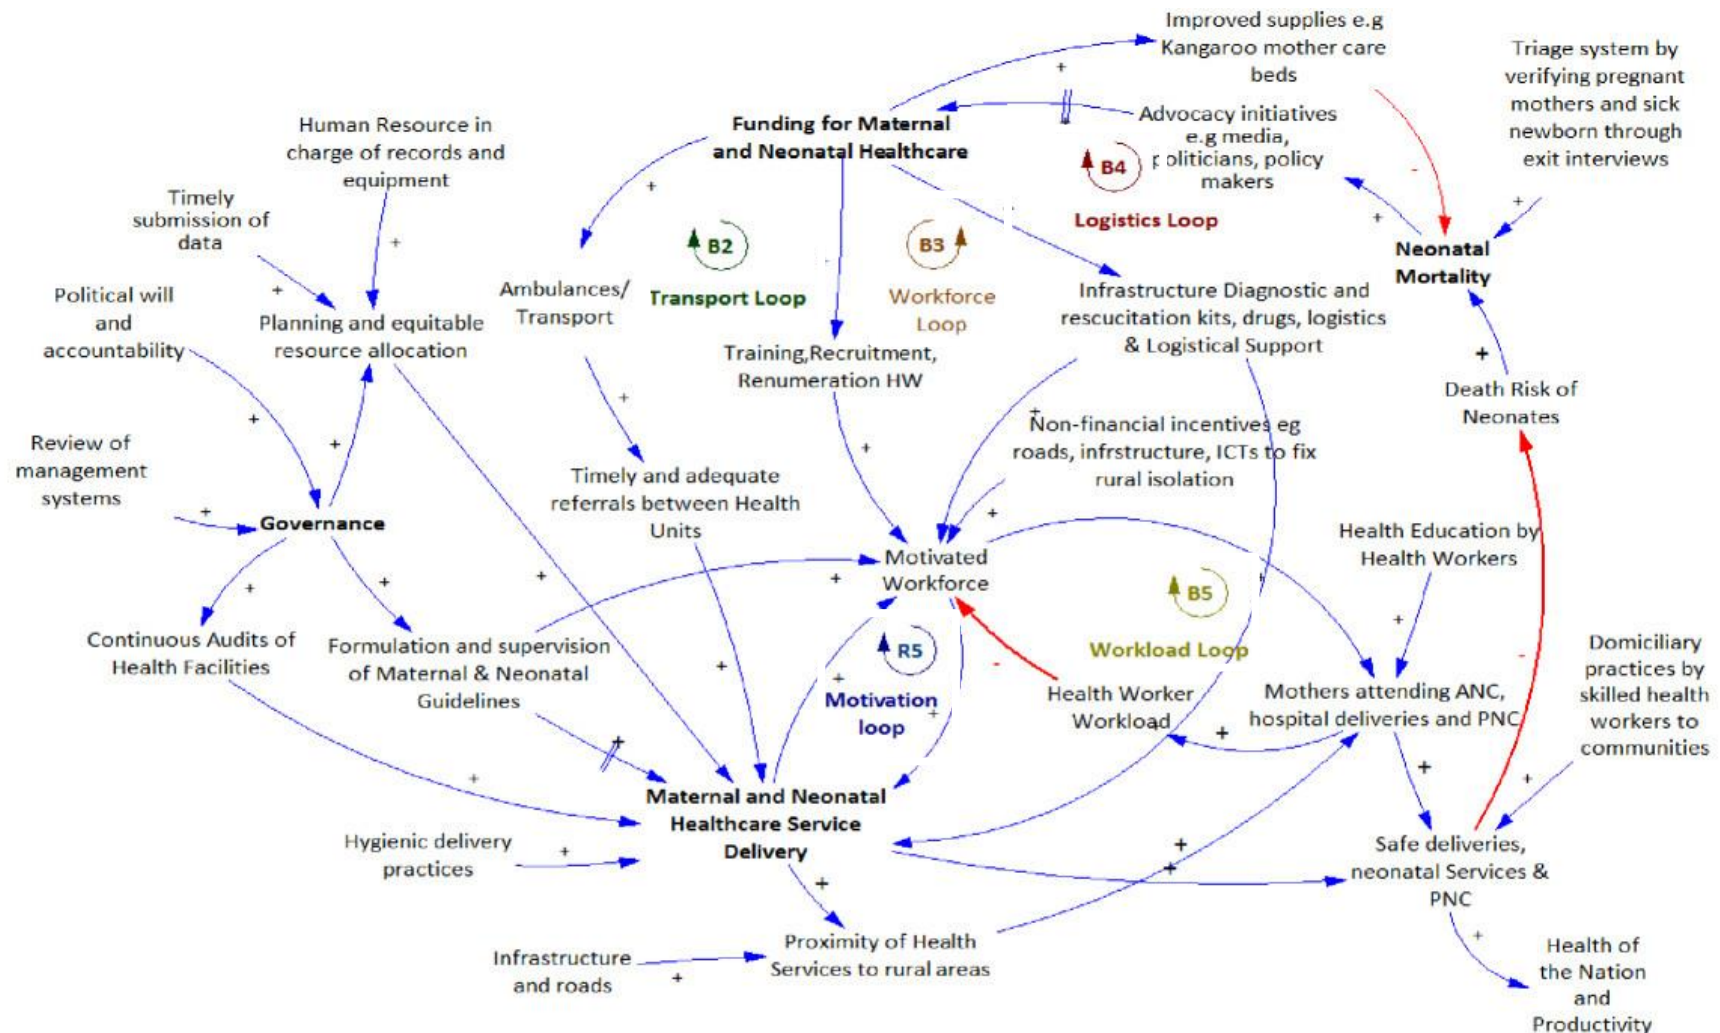 Improved supplies e.g
Kangaroo mother care
beds
Triage system by
verifying pregnant
mothers and sick
newborn through
exit interviews
+
Advocacy initiatives
e.g media,
politicians, policy
makers
Funding for Maternal
and Neonatal Healthcare
Human Resource in
charge of records and
equipment
B4
Logistics Loop
-
+
+
+
Timely
submission of
data
+
B2
Transport Loop
B3
Workforce
Loop
Neonatal
Mortality
Political will
and
accountability
+
Planning and equitable
resource allocation
Ambulances/
Transport
Infrastructure Diagnostic and
rescucitation kits, drugs, logistics
& Logistical Support
Training,Recruitment,
Renumeration HW
+
Death Risk of
Neonates
+
+
+
+
Non-financial incentives eg
roads, infrstructure, ICTs to fix
rural isolation
+
Review of
management
systems
+
Governance
Timely and adequate
referrals between Health
Units
+
+
Health Education by
Health Workers
Motivated
Workforce
+
+
+
+
+
B5
Workload Loop
+
Continuous Audits of
Health Facilities
Formulation and supervision
of Maternal & Neonatal
Guidelines
+
R5
Motivation
loop
+
-
+
Health Worker
Workload
+
+
Mothers attending ANC,
hospital deliveries and PNC
-
Domiciliary
practices by
skilled health
workers to
communities
+
+
+
+
Maternal and Neonatal
Healthcare Service
Delivery
Hygienic delivery
practices
+
+
+
+
Safe deliveries,
neonatal Services &
PNC
Infrastructure
and roads
+
Proximity of Health
Services to rural areas
+
Health of
the Nation
and
Productivity